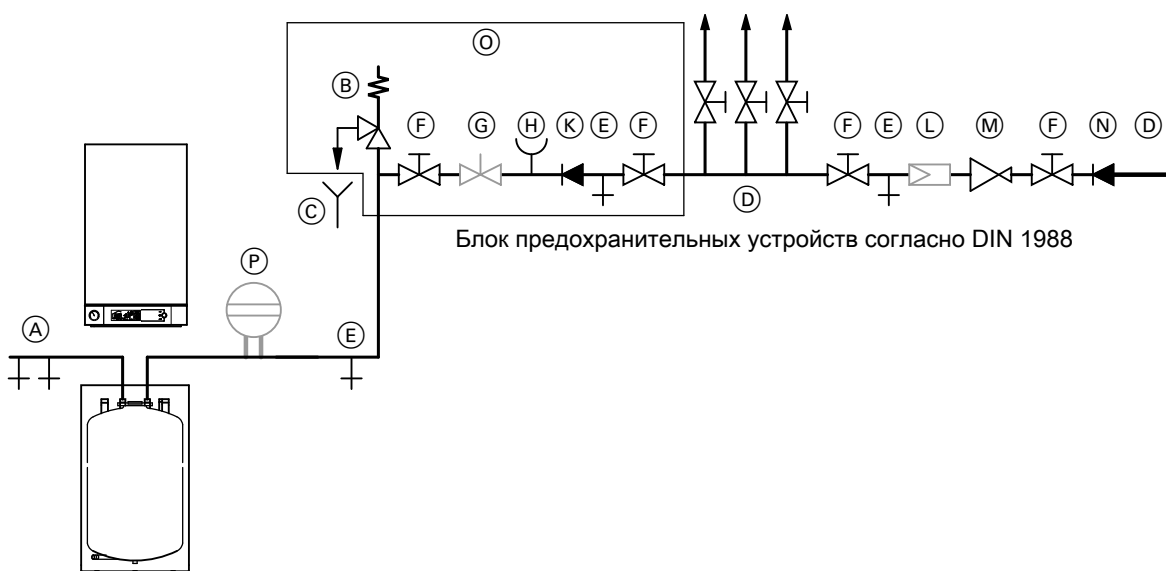 O
B
F G H K E F
F E L M F N D
C
D
Блок предохранительных устройств согласно DIN 1988
P
A
E